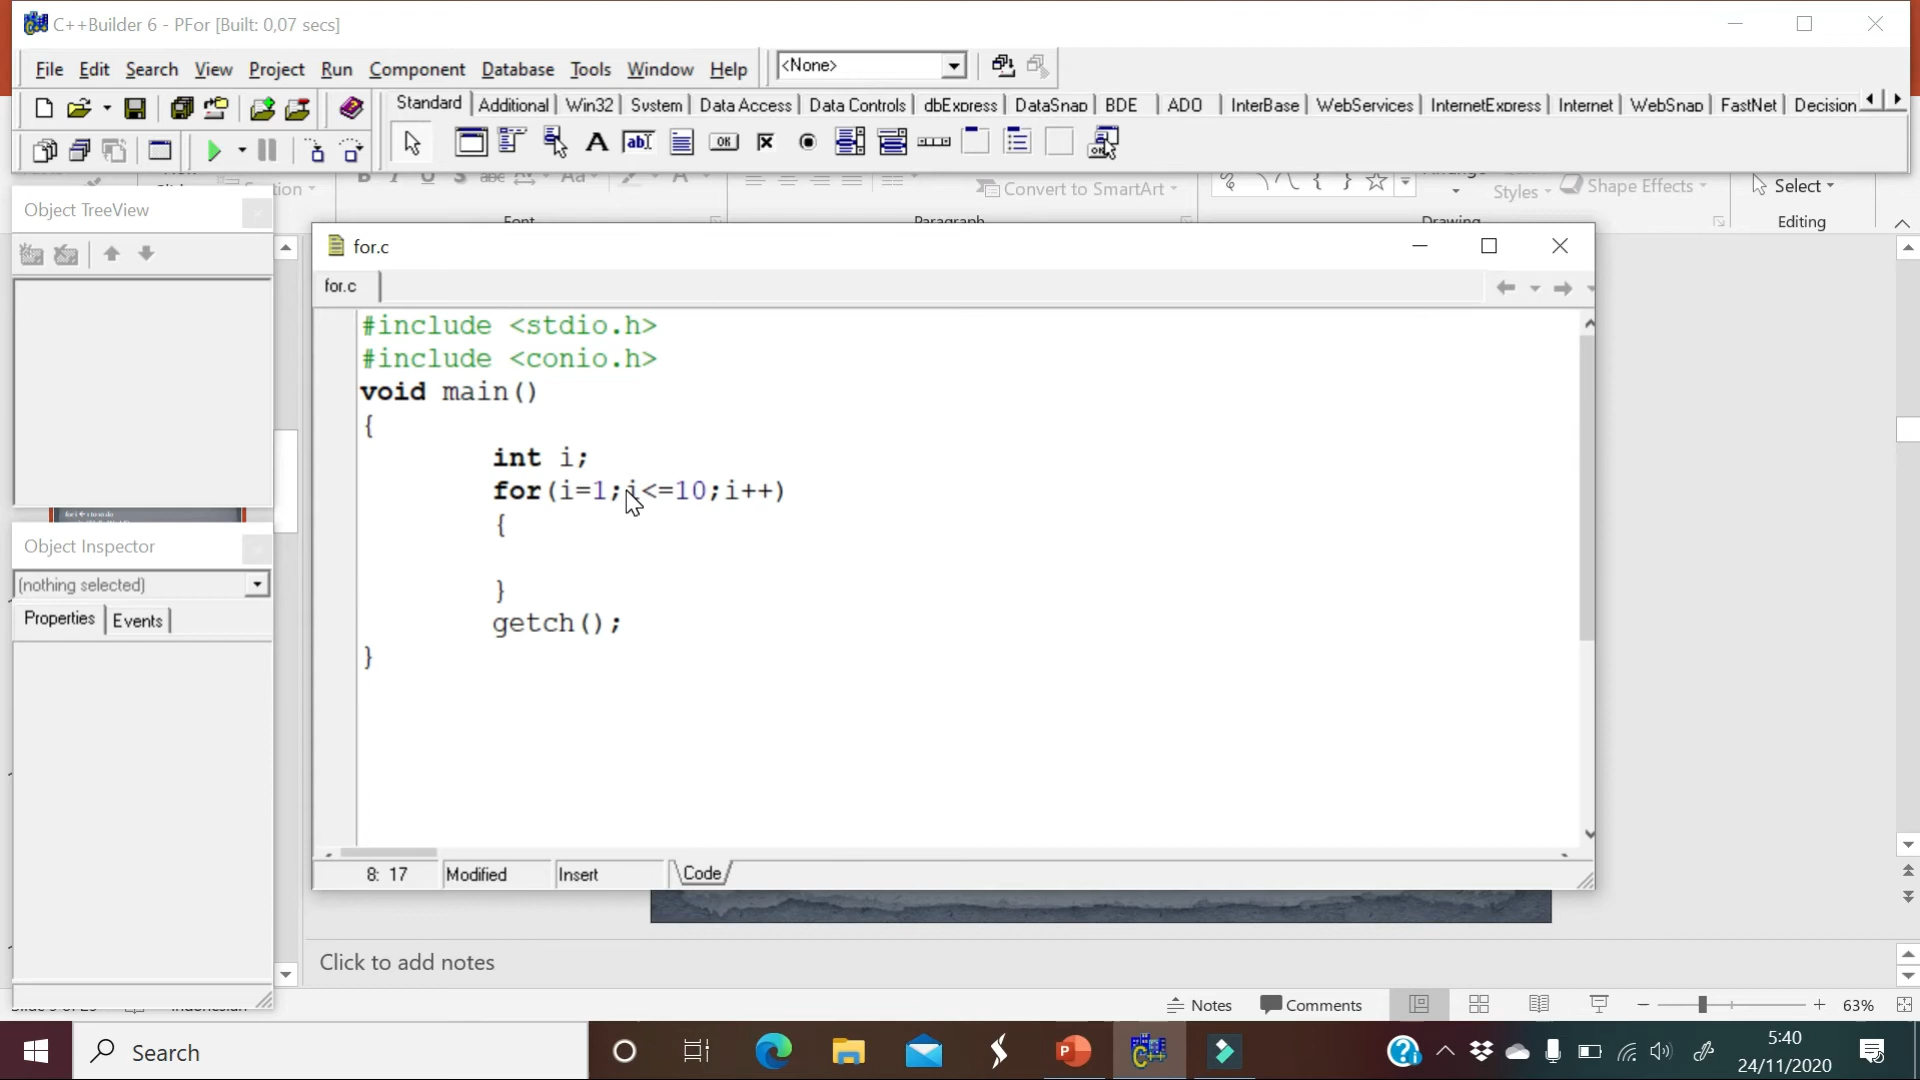 C++Builder 6 - PFor [Built: 0,07 secs]
File Edit Search View Project Run Component Database Tools Window Help <None>
Standard Additional Win32 System Data Access Data Controls dbExpress DataSnap BDE ADO InterBase WebServices InternetExpress Internet WebSnap FastNet Decision
Convert to SmartArt
Styles Shape Effects Select
Font Paragraph Drawing Editing
Object TreeView
for.c
for.c
#include <stdio.h>
#include <conio.h>
void main()
{
int i;
for(i=1;i<=10;i++)
{
}
getch();
}
8: 17 Modified Insert Code
Object Inspector
(nothing selected)
Properties Events
Click to add notes
Notes Comments 63%
Search
5:40
24/11/2020